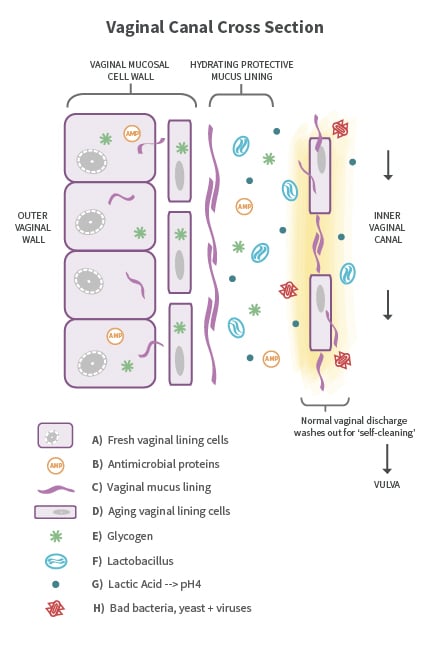 Vaginal Canal Cross Section
VAGINAL MUCOSAL
CELL WALL
HYDRATING PROTECTIVE
MUCUS LINING
AMP
AMP
OUTER
VAGINAL
WALL
INNER
VAGINAL
CANAL
AMP
AMP
Normal vaginal discharge
washes out for ‘self-cleaning’
VULVA
A) Fresh vaginal lining cells
AMP
B) Antimicrobial proteins
C) Vaginal mucus lining
D) Aging vaginal lining cells
E) Glycogen
F) Lactobacillus
G) Lactic Acid --> pH4
H) Bad bacteria, yeast + viruses